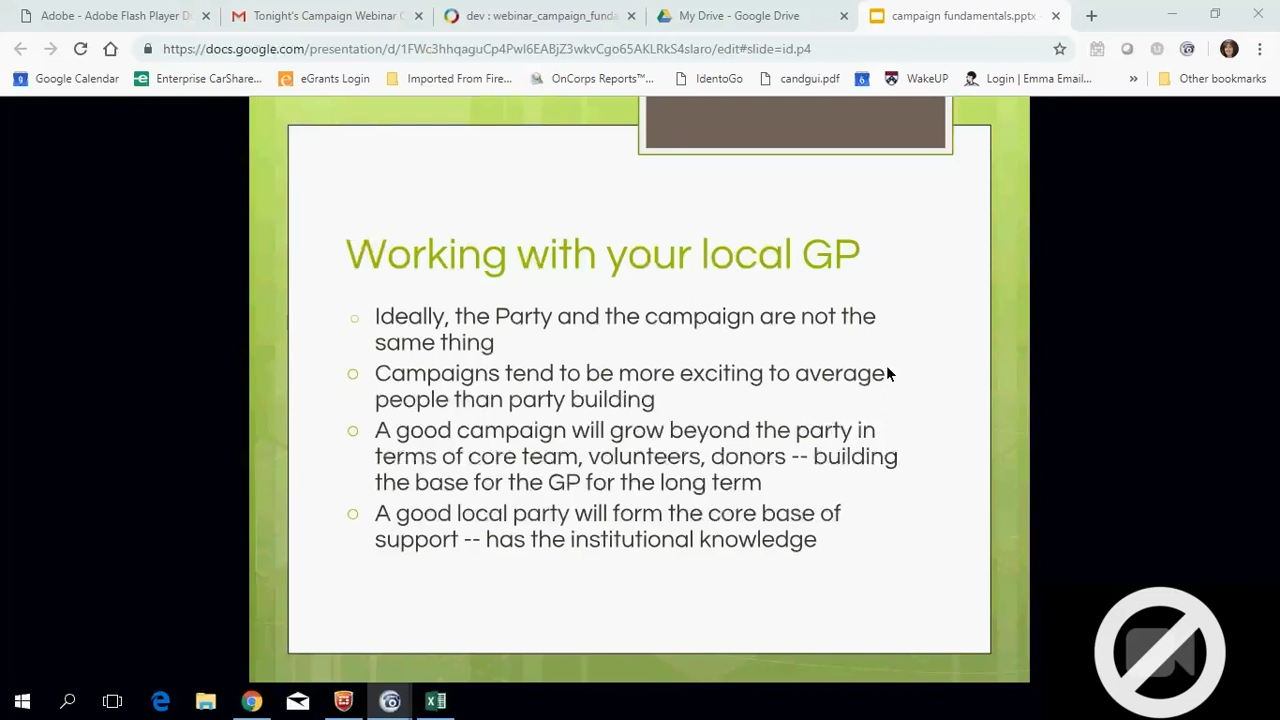 Adobe - Adobe Flash Player D
Tonight's Campaign Webinar
dev : webinar_campaign_funda
My Drive - Google Drive
campaign fundamentals.pptx -
https://docs.google.com/presentation/d/1FWc3hhqaguCp4PwI6EABjZ3wkvCgo65AKLRkS4slaro/edit#slide=id.p4
Google Calendar
Enterprise CarShare...
eGrants Login
Imported From Fire...
OnCorps Reports™...
IdentoGo
candgui.pdf
WakeUP
Login | Emma Email...
»
Other bookmarks
Working with your local GP
Ideally, the Party and the campaign are not the
same thing
Campaigns tend to be more exciting to average
people than party building
A good campaign will grow beyond the party in
terms of core team, volunteers, donors -- building
the base for the GP for the long term
A good local party will form the core base of
support -- has the institutional knowledge